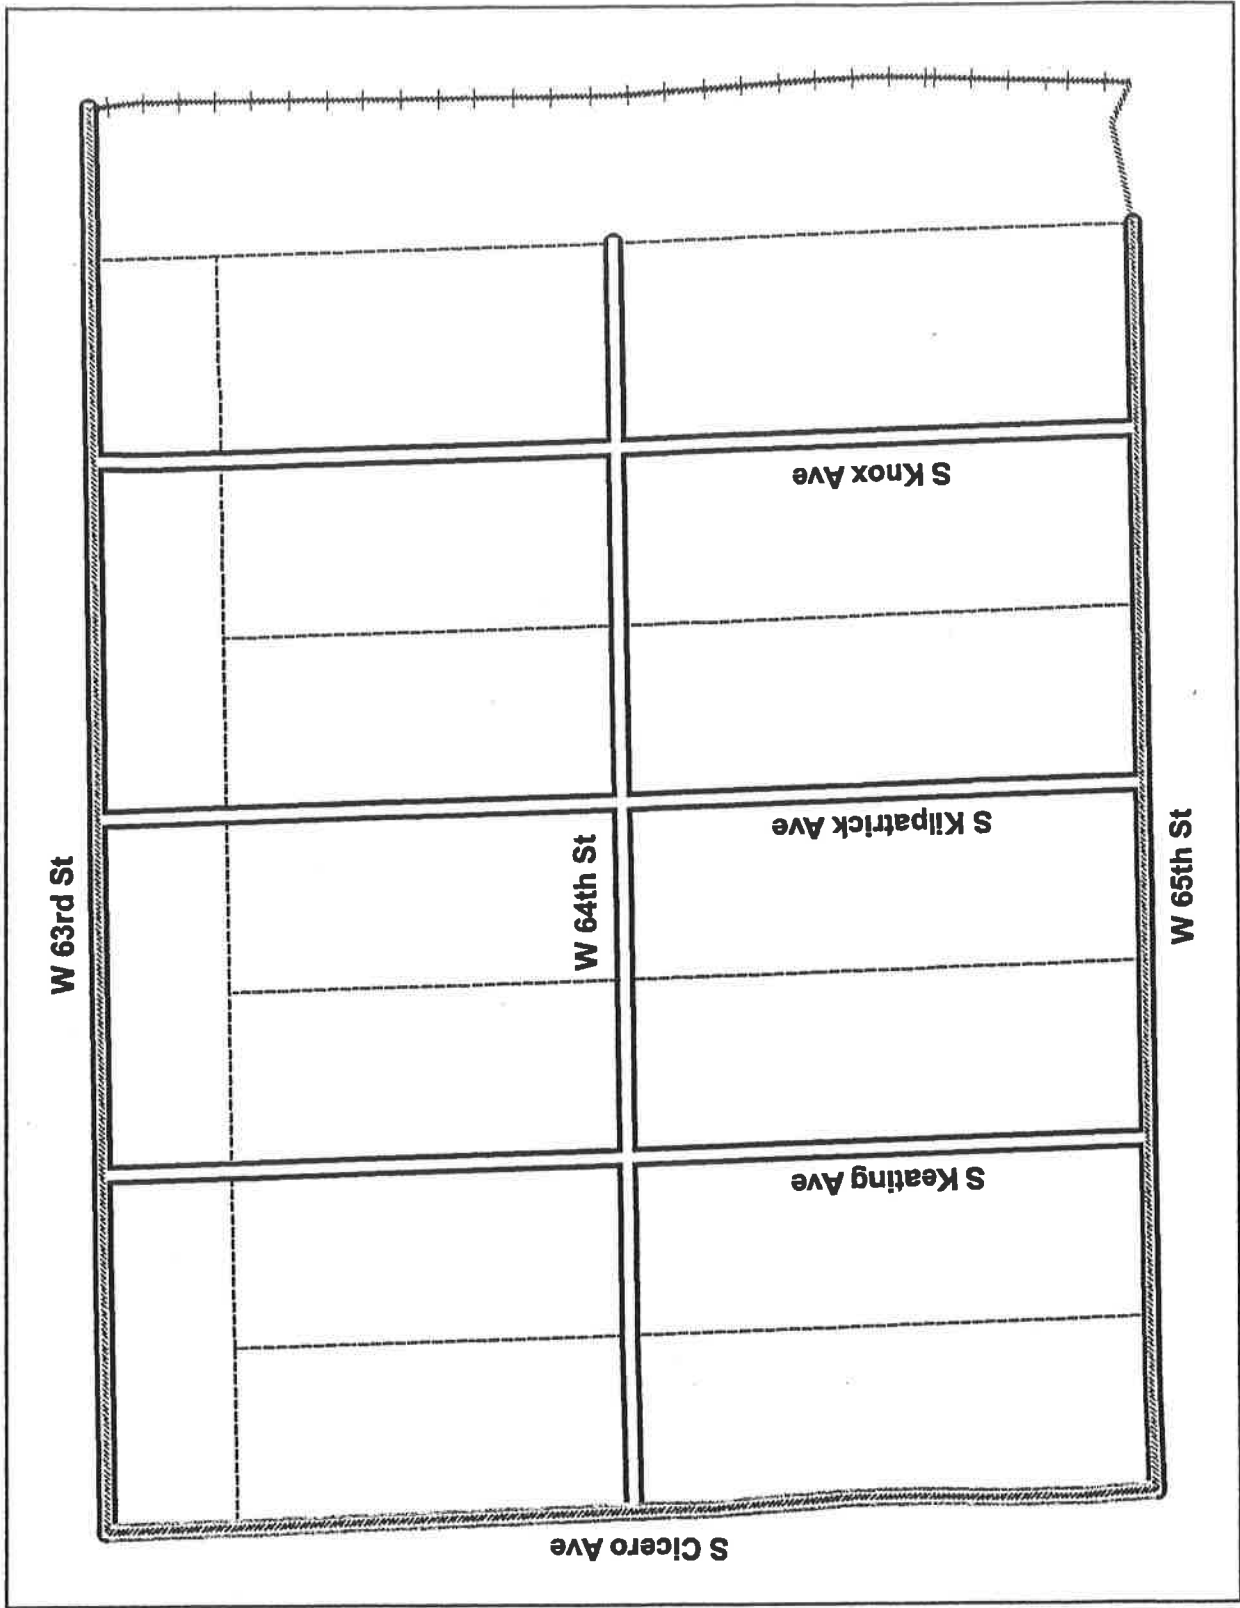 W 63rd St
W 64th St
W 65th St
S Knox Ave
S Kilpatrick Ave
S Keating Ave
S Cicero Ave